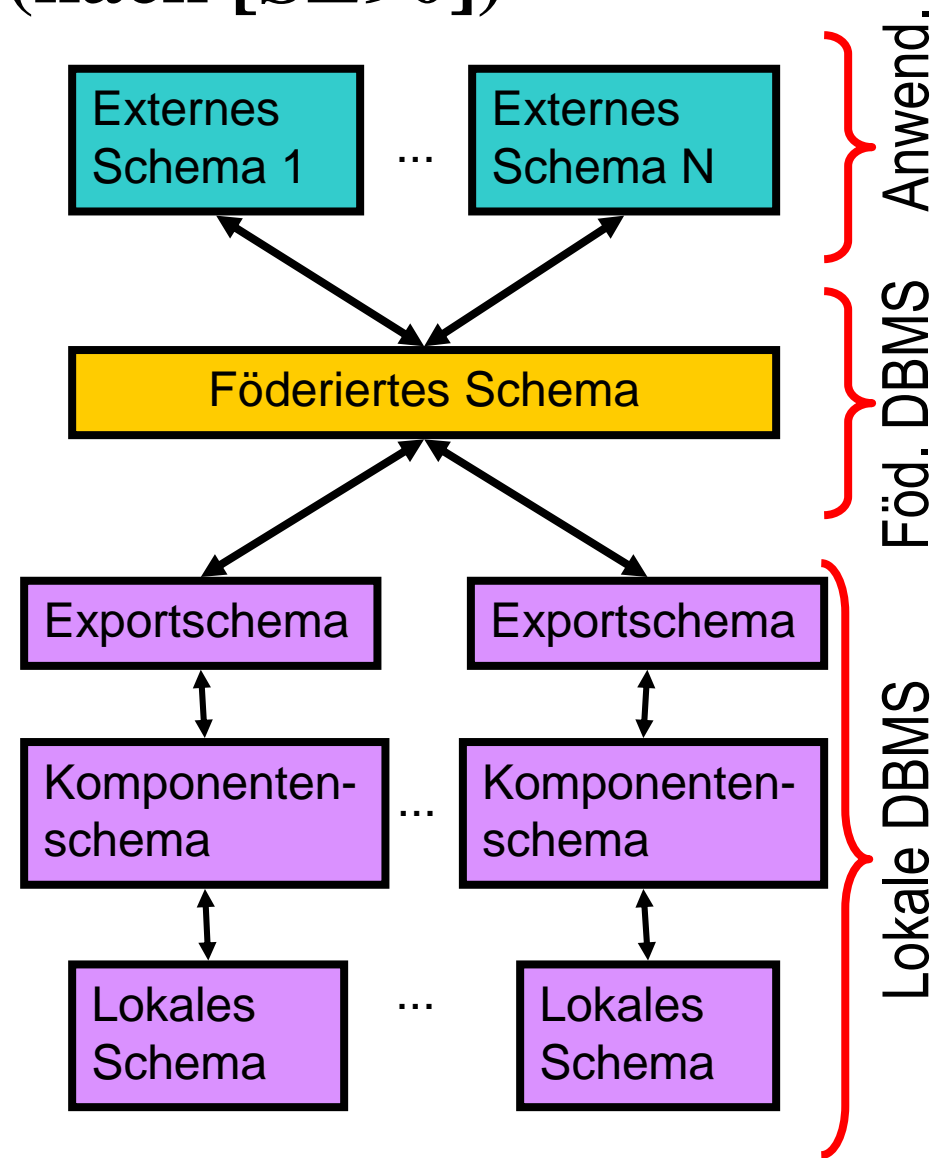 Externes
Schema 1
...
Externes
Schema N
Anwend.
Föderiertes Schema
Föd. DBMS
Exportschema
Exportschema
Komponenten-
schema
...
Komponenten-
schema
Lokales
Schema
...
Lokales
Schema
Lokale DBMS